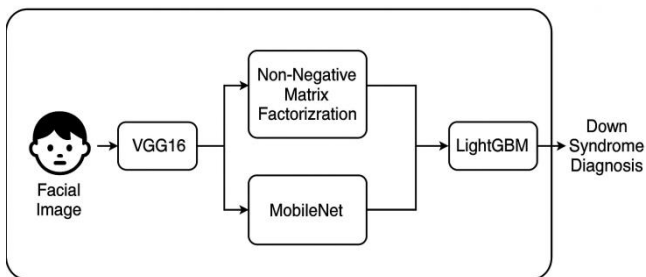 Facial
Image
VGG16
Non-Negative
Matrix
Factorizration
MobileNet
LightGBM
Down
Syndrome
Diagnosis